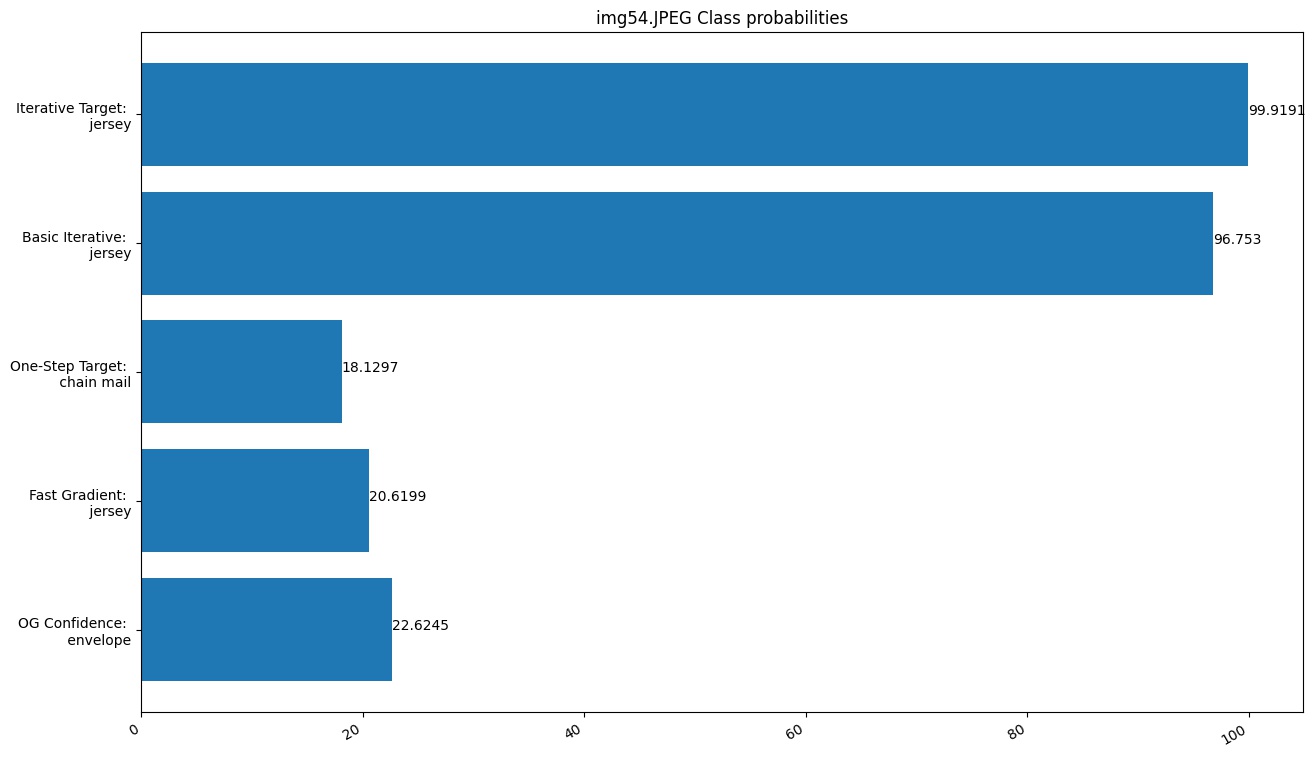 img54.JPEG Class probabilities
Iterative Target:
jersey
99.9191
Basic Iterative:
jersey
96.753
One-Step Target:
chain mail
18.1297
Fast Gradient:
jersey
20.6199
OG Confidence:
envelope
22.6245
0
20
40
60
80
100